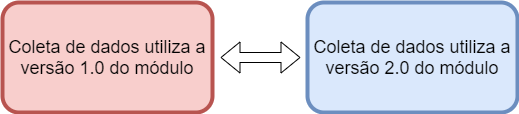 Coleta de dados utiliza a
versão 1.0 do módulo
Coleta de dados utiliza a
versão 2.0 do módulo